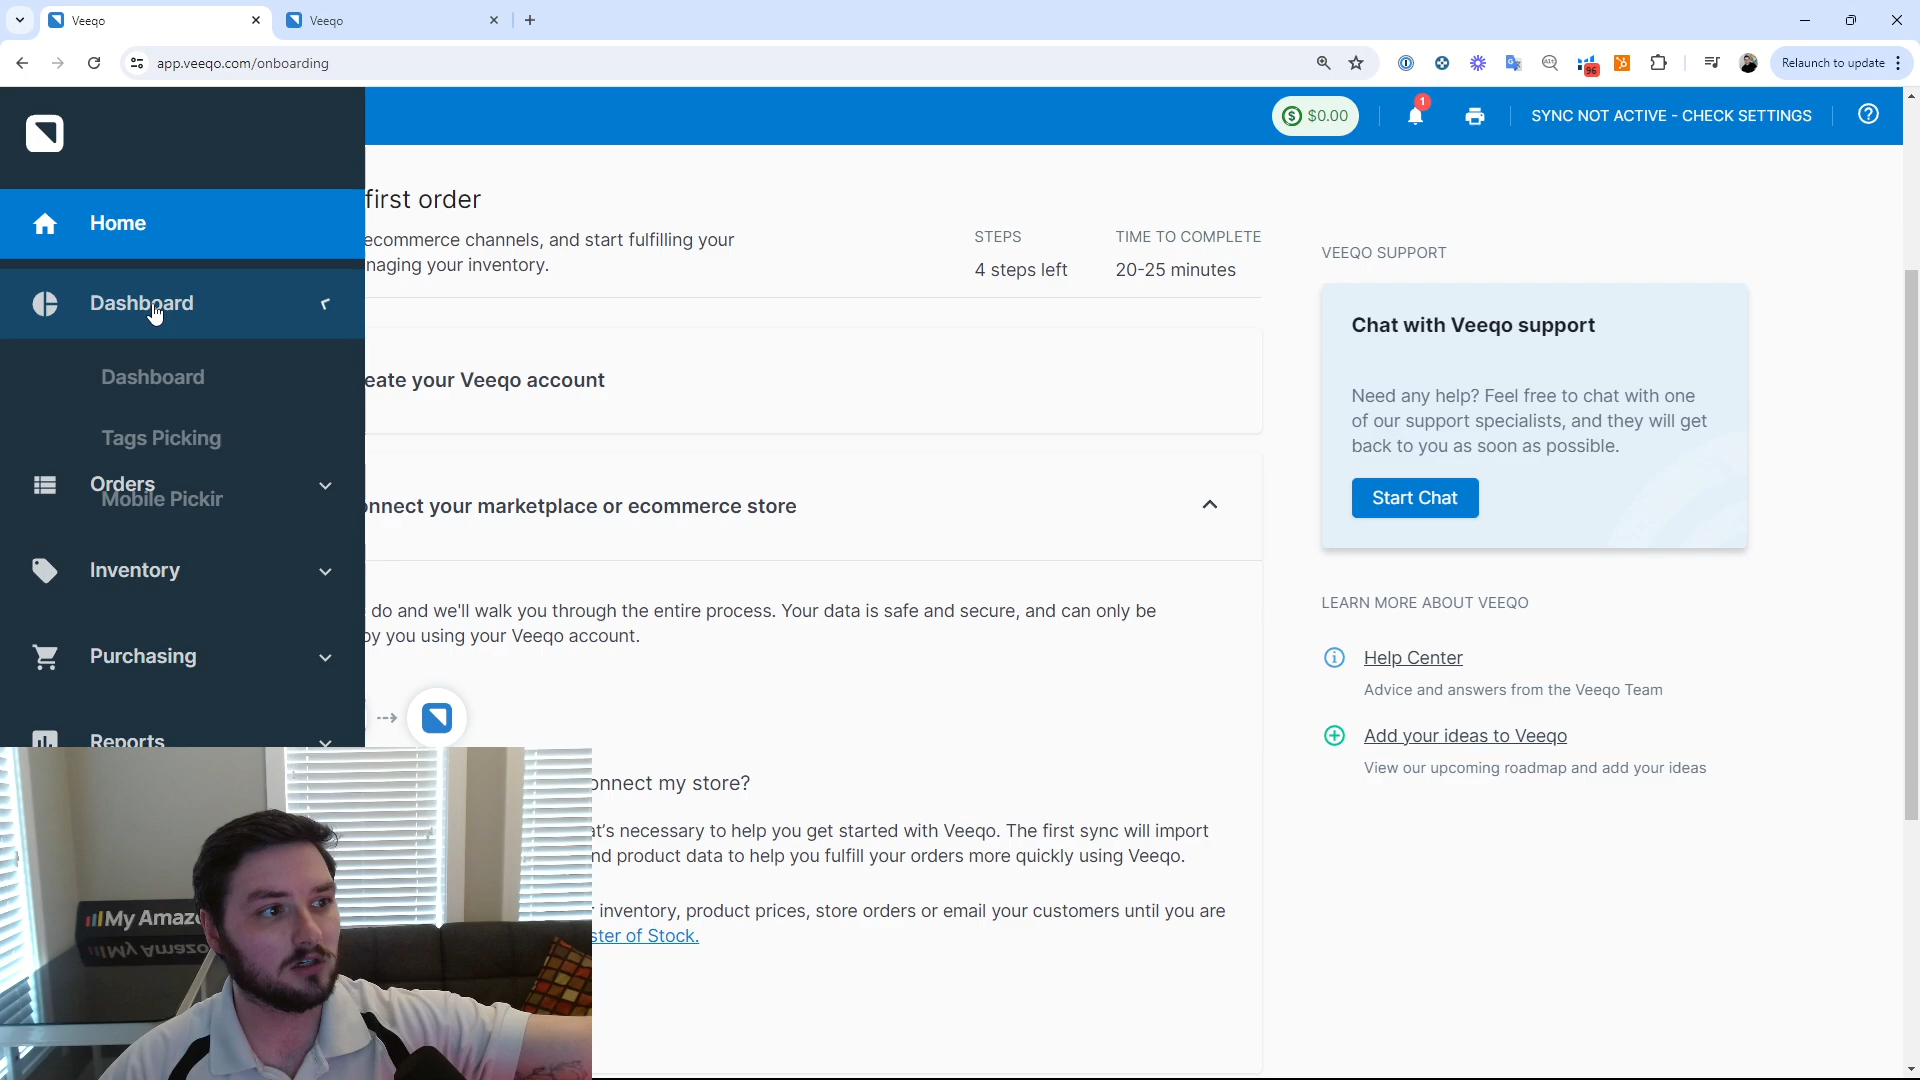 Veeqo
Veeqo
app.veeqo.com/onboarding
96
Relaunch to update
$0.00
1
SYNC NOT ACTIVE - CHECK SETTINGS
Home
Dashboard
Dashboard
Tags Picking
Orders
Mobile Pickin
Inventory
Purchasing
Reports
first order
ecommerce channels, and start fulfilling your
naging your inventory.
STEPS
4 steps left
TIME TO COMPLETE
20-25 minutes
eate your Veeqo account
onnect your marketplace or ecommerce store
do and we'll walk you through the entire process. Your data is safe and secure, and can only be
by you using your Veeqo account.
onnect my store?
at's necessary to help you get started with Veeqo. The first sync will import
nd product data to help you fulfill your orders more quickly using Veeqo.
r inventory, product prices, store orders or email your customers until you are
ster of Stock.
VEEQO SUPPORT
Chat with Veeqo support
Need any help? Feel free to chat with one
of our support specialists, and they will get
back to you as soon as possible.
Start Chat
LEARN MORE ABOUT VEEQO
Help Center
Advice and answers from the Veeqo Team
Add your ideas to Veeqo
View our upcoming roadmap and add your ideas
My Amaz